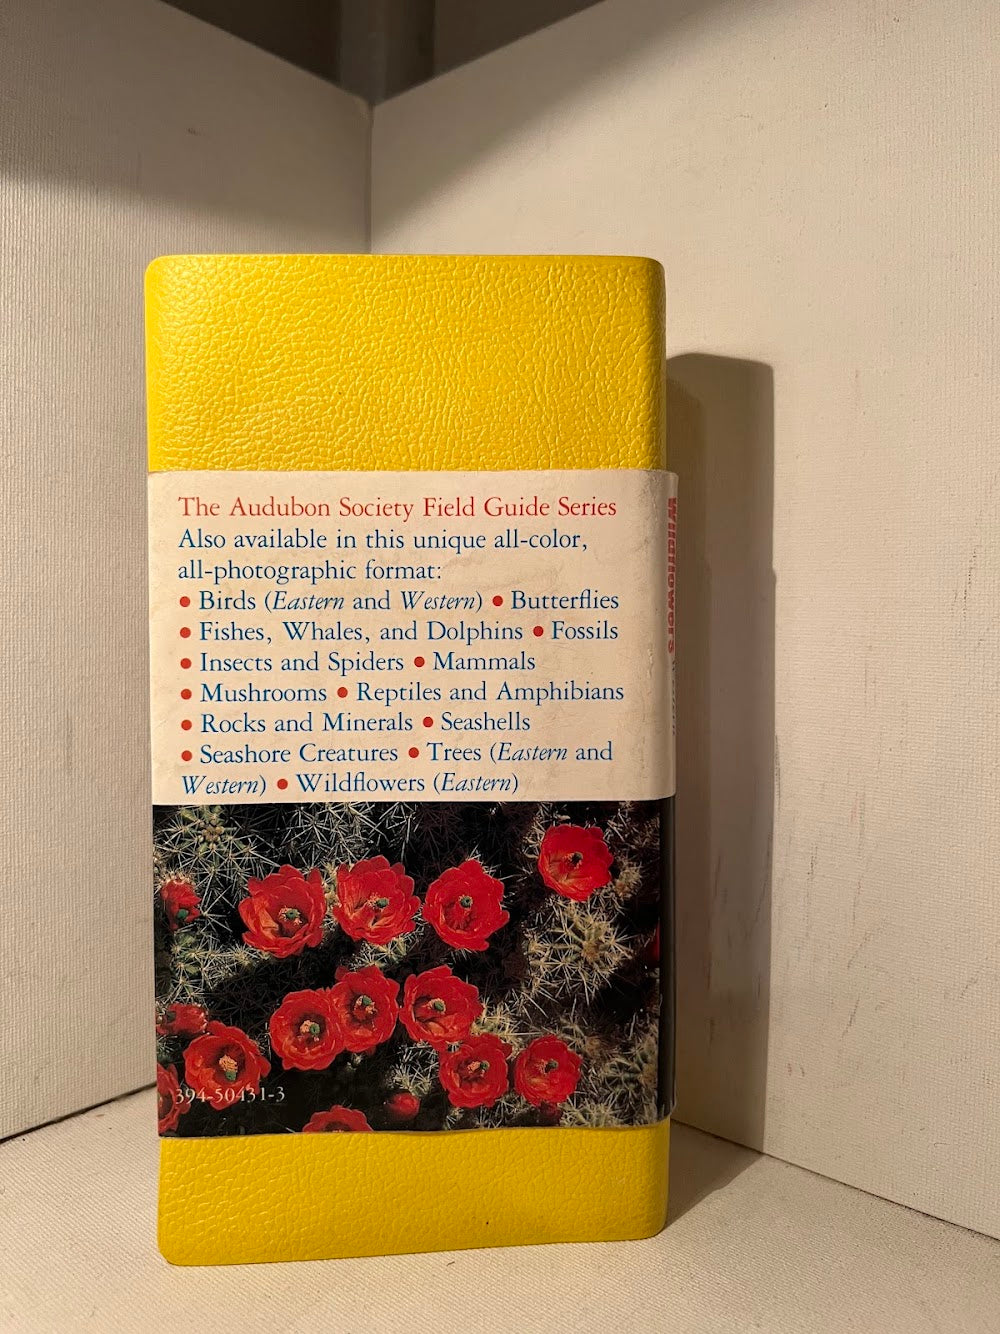 The Audubon Society Field Guide Series
Also available in this unique all-color,
all-photographic format:
• Birds (Eastern and Western) • Butterflies
• Fishes, Whales, and Dolphins • Fossils
• Insects and Spiders • Mammals
• Mushrooms • Reptiles and Amphibians
• Rocks and Minerals • Seashells
• Seashore Creatures • Trees (Eastern and
Western) • Wildflowers (Eastern)
394-50431-3
Wildflowers